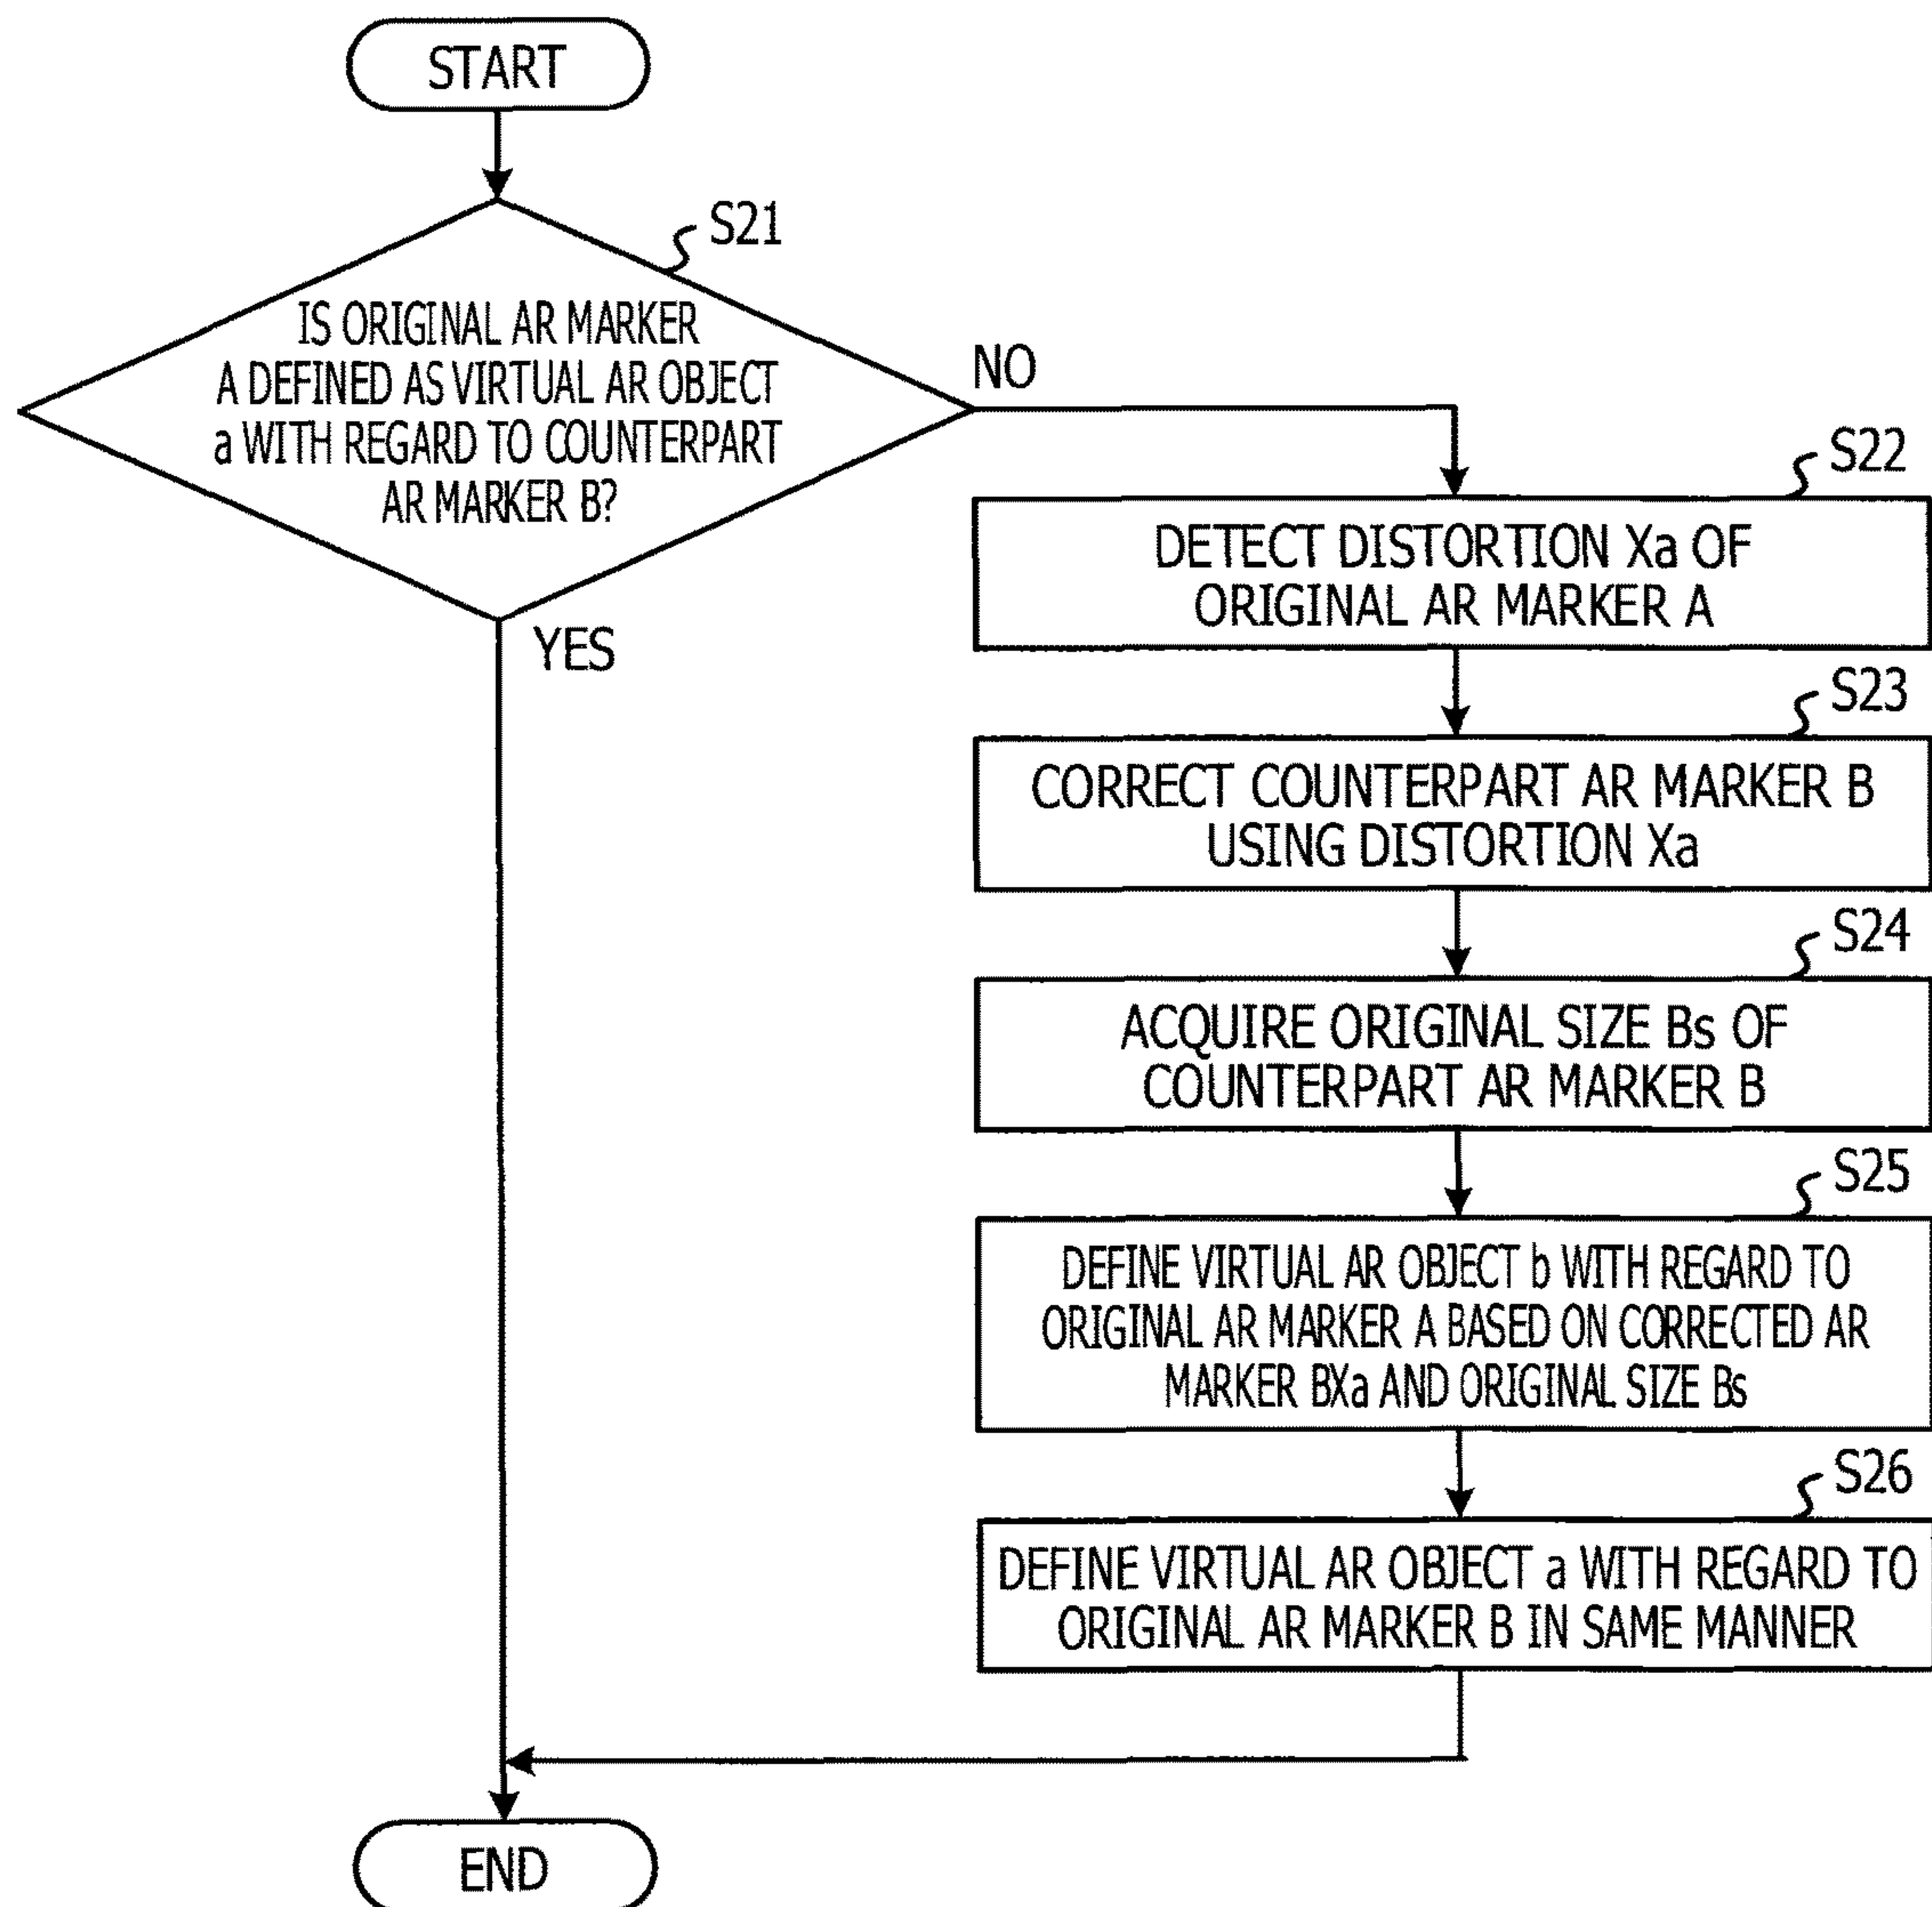 START
S21
IS ORIGINAL AR MARKER
A DEFINED AS VIRTUAL AR OBJECT
a WITH REGARD TO COUNTERPART
AR MARKER B?
NO
YES
S22
DETECT DISTORTION Xa OF
ORIGINAL AR MARKER A
S23
CORRECT COUNTERPART AR MARKER B
USING DISTORTION Xa
S24
ACQUIRE ORIGINAL SIZE Bs OF
COUNTERPART AR MARKER B
S25
DEFINE VIRTUAL AR OBJECT b WITH REGARD TO
ORIGINAL AR MARKER A BASED ON CORRECTED AR
MARKER BXa AND ORIGINAL SIZE Bs
S26
DEFINE VIRTUAL AR OBJECT a WITH REGARD TO
ORIGINAL AR MARKER B IN SAME MANNER
END